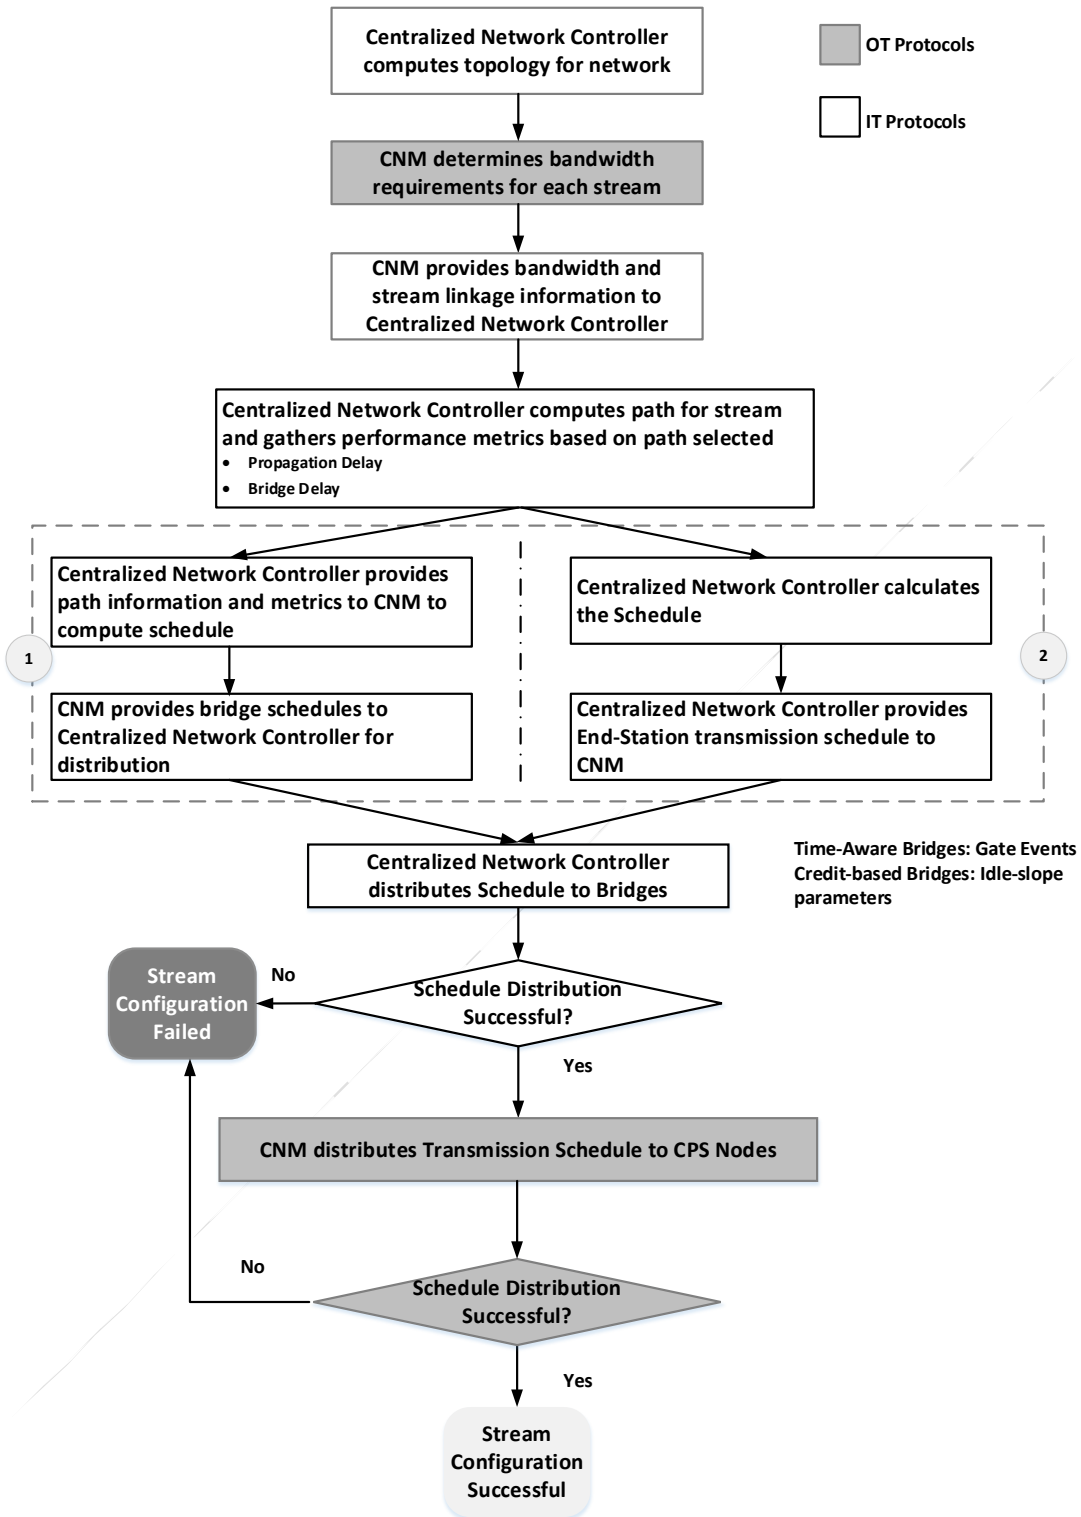 Centralized Network Controller
computes topology for network
OT Protocols
IT Protocols
CNM determines bandwidth
requirements for each stream
CNM provides bandwidth and
stream linkage information to
Centralized Network Controller
Centralized Network Controller computes path for stream
and gathers performance metrics based on path selected
• Propagation Delay
• Bridge Delay
1
Centralized Network Controller provides
path information and metrics to CNM to
compute schedule
CNM provides bridge schedules to
Centralized Network Controller for
distribution
Centralized Network Controller calculates
the Schedule
Centralized Network Controller provides
End-Station transmission schedule to
CNM
2
Centralized Network Controller
distributes Schedule to Bridges
Time-Aware Bridges: Gate Events
Credit-based Bridges: Idle-slope
parameters
Schedule Distribution
Successful?
No
Stream
Configuration
Failed
Yes
CNM distributes Transmission Schedule to CPS Nodes
Schedule Distribution
Successful?
No
Yes
Stream
Configuration
Successful